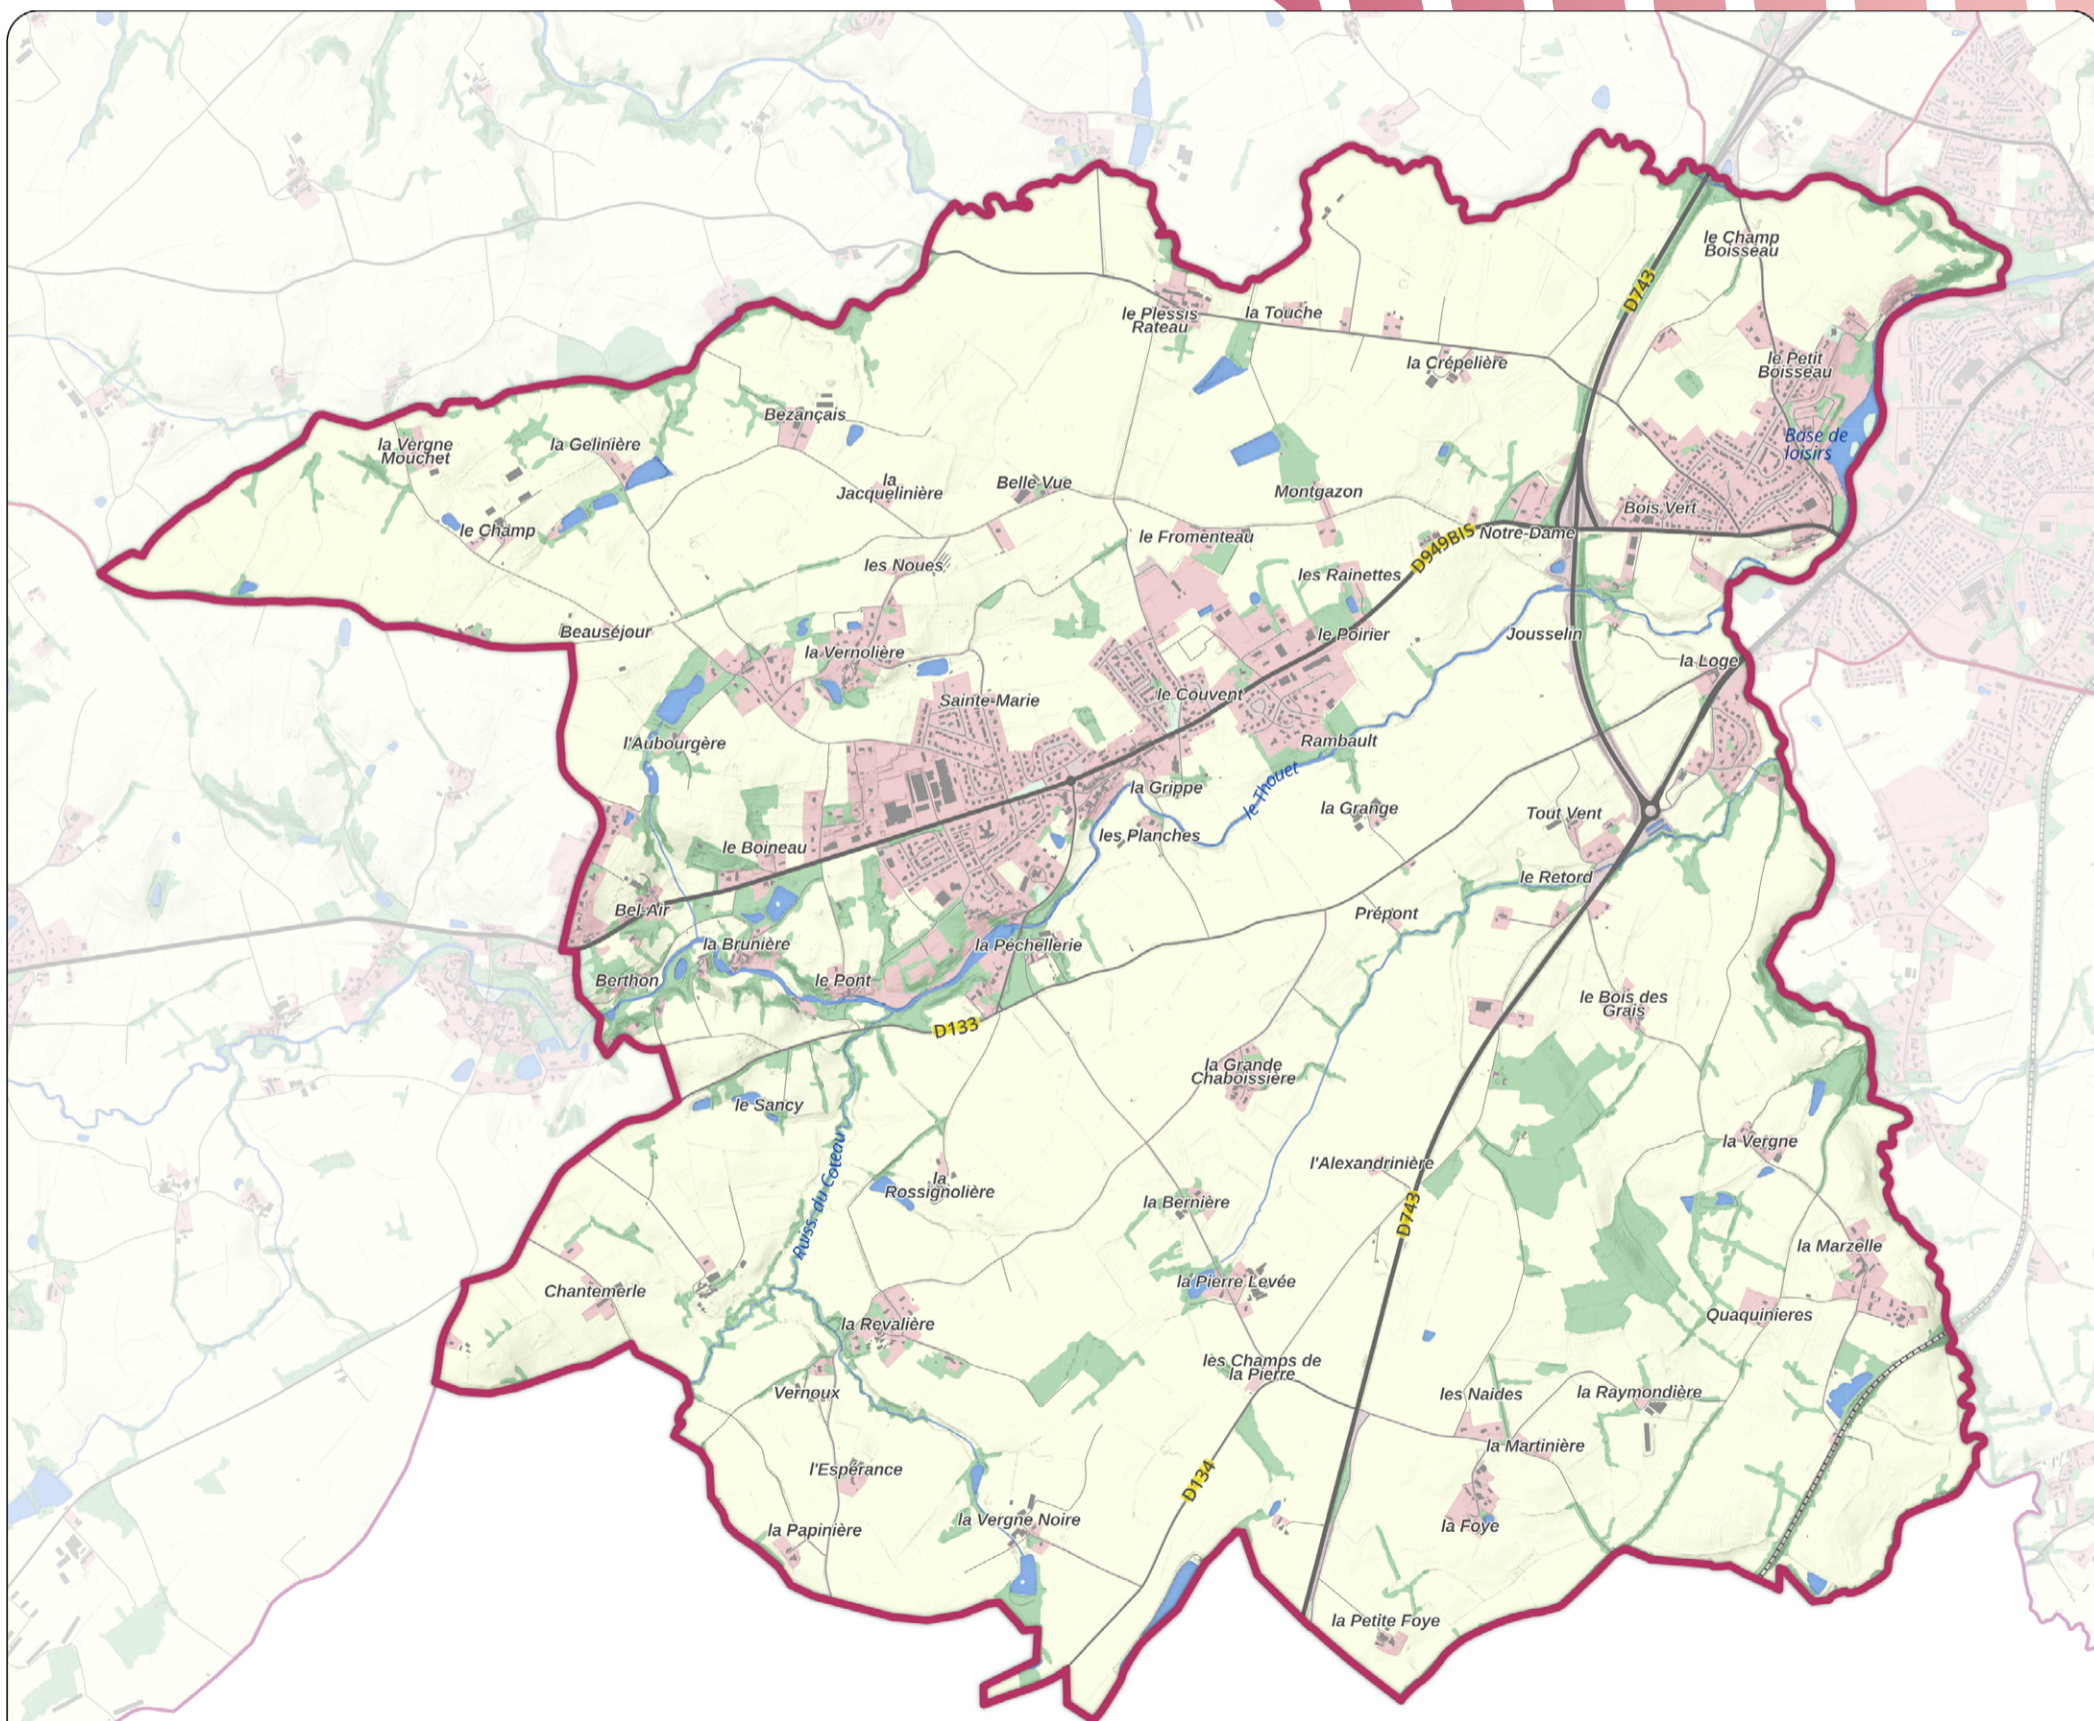 le Champ
Boisseau
D743
le Plessis
Rateau
la Touche
la Crépelière
le Petit
Boisseau
Bezançais
la Vergne
Mouchet
la Gelinière
Base de
loisirs
la
Jacquelinière
Belle Vue
Montgazon
Bois Vert
le Champ
le Fromenteau
D949BIS
Notre-Dame
les Noues
les Rainettes
Beauséjour
le Poirier
Jousselin
la Vernolière
la Loge
Sainte-Marie
le Couvent
l'Aubourgère
Rambault
la Grippe
le Thouet
la Grange
Tout Vent
les Planches
le Boineau
le Retord
Bel-Air
Prépont
la Brunière
la Péchellerie
Berthon
le Pont
le Bois des
Grais
D133
la Grande
Chaboissière
le Sancy
la Vergne
l'Alexandrinière
la
Rossignolière
la Bernière
Ruiss. du Coteau
D743
la Marzelle
la Pierre Levée
Chantemerle
Quaquinieres
la Revalière
les Champs de
la Pierre
Vernoux
les Naides
la Raymondière
la Martinière
l'Espérance
D134
la Vergne Noire
la Foye
la Papinière
la Petite Foye